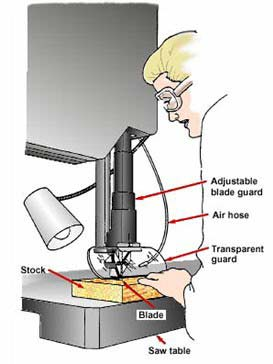 Adjustable
blade guard
Air hose
Transparent
guard
Stock
Blade
Saw table